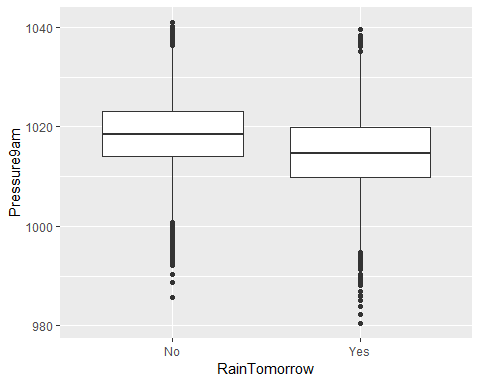 Pressure9am
1040
1020
1000
980
No
Yes
RainTomorrow